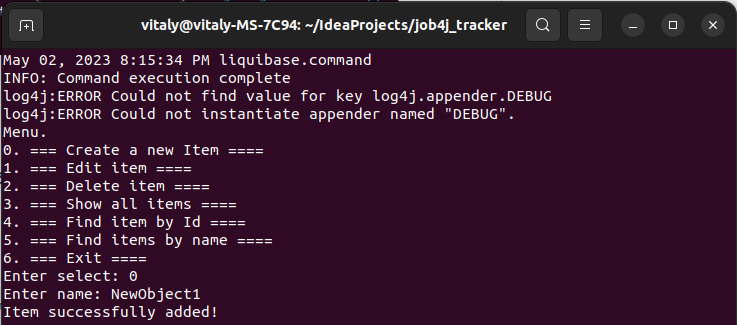 vitaly@vitaly-MS-7C94: ~/IdeaProjects/job4j_tracker
May 02, 2023 8:15:34 PM liquibase.command
INFO: Command execution complete
log4j:ERROR Could not find value for key log4j.appender.DEBUG
log4j:ERROR Could not instantiate appender named "DEBUG".
Menu.
0. === Create a new Item ====
1. === Edit item ====
2. === Delete item ====
3. === Show all items ====
4. === Find item by Id ====
5. === Find items by name ====
6. === Exit ====
Enter select: 0
Enter name: NewObject1
Item successfully added!